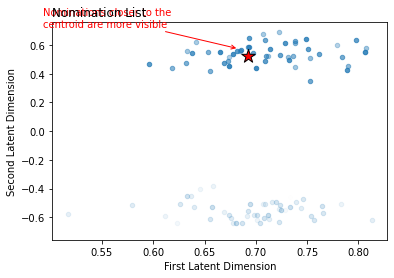 Nomination List
Nominations closer to the
centroid are more visible
0.6
0.4
0.2
0.0
−0.2
−0.4
−0.6
Second Latent Dimension
0.55
0.60
0.65
0.70
0.75
0.80
First Latent Dimension